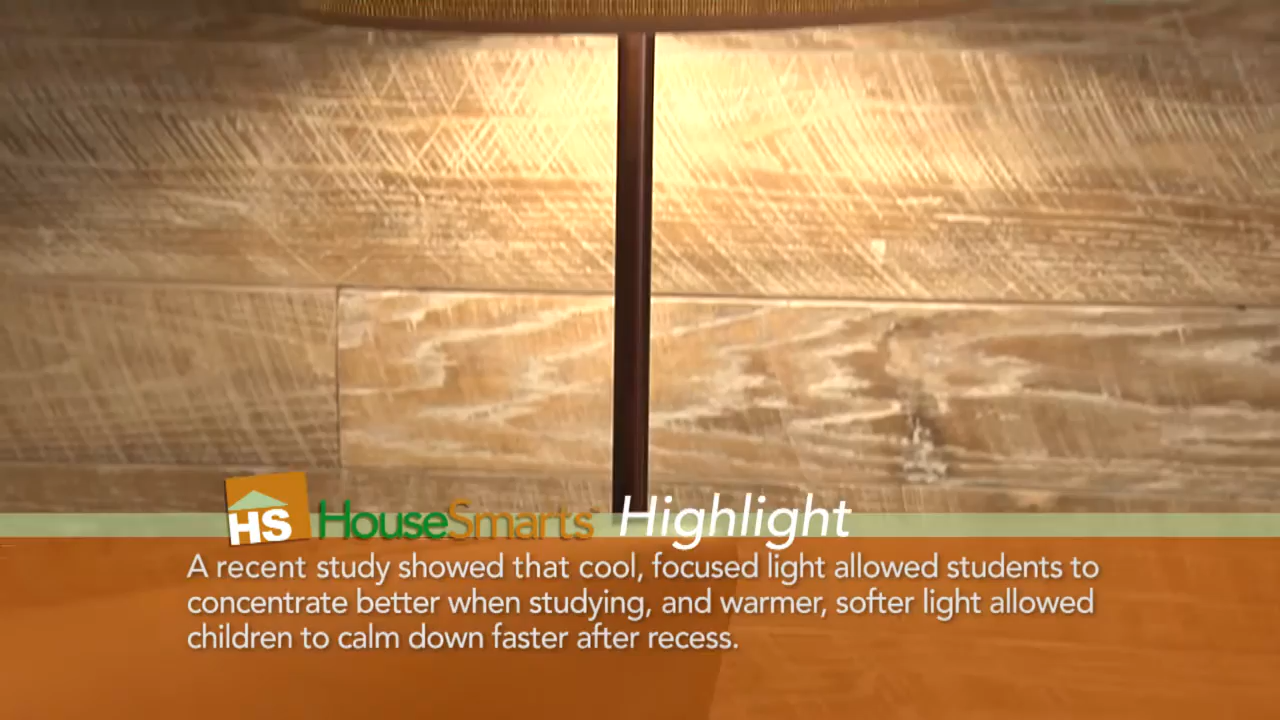 HS HouseSmarts Highlight
A recent study showed that cool, focused light allowed students to
concentrate better when studying, and warmer, softer light allowed
children to calm down faster after recess.